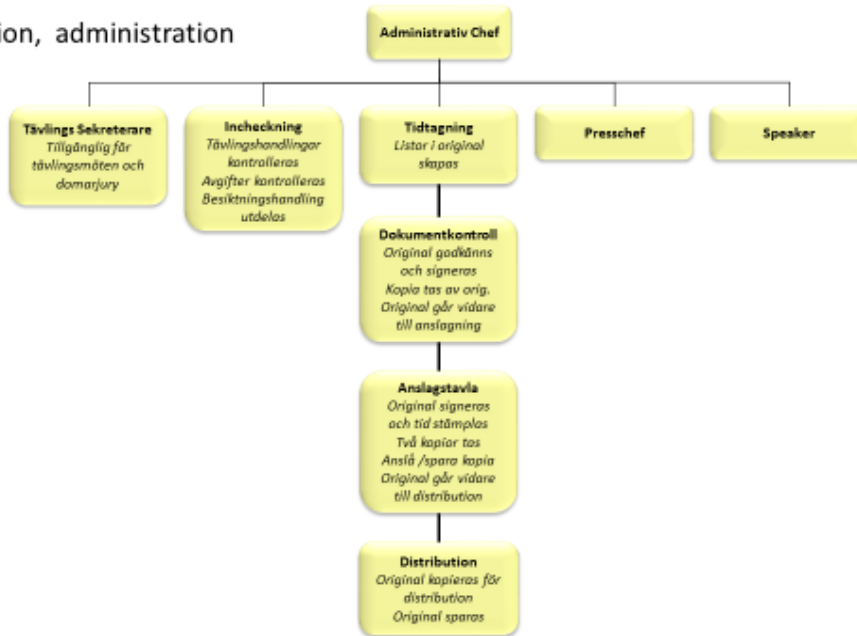 ion, administration
Administrativ Chef
Tävlings Sekreterare
Tillgänglig för
tävlingsmöten och
domarjury
Incheckning
Tävlingshandlingar
kontrolleras
Avgifter kontrolleras
Besiktningshandling
utdelas
Tidtagning
Listor i original
skapas
Presschef
Speaker
Dokumentkontroll
Original godkänns
och signeras
Kopia tas av orig.
Original går vidare
till anslagning
Anslagstavla
Original signeras
och tid stämplas
Två kopior tas
Anslå /spara kopia
Original går vidare
till distribution
Distribution
Original kopieras för
distribution
Original sparas